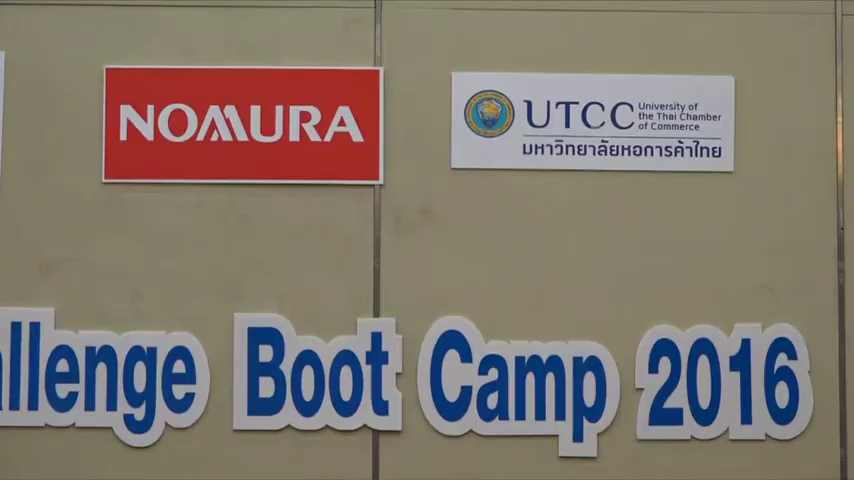 NOMURA
UTCC
University of
the Thai Chamber
of Commerce
มหาวิทยาลัยหอการค้าไทย
allenge Boot Camp 2016